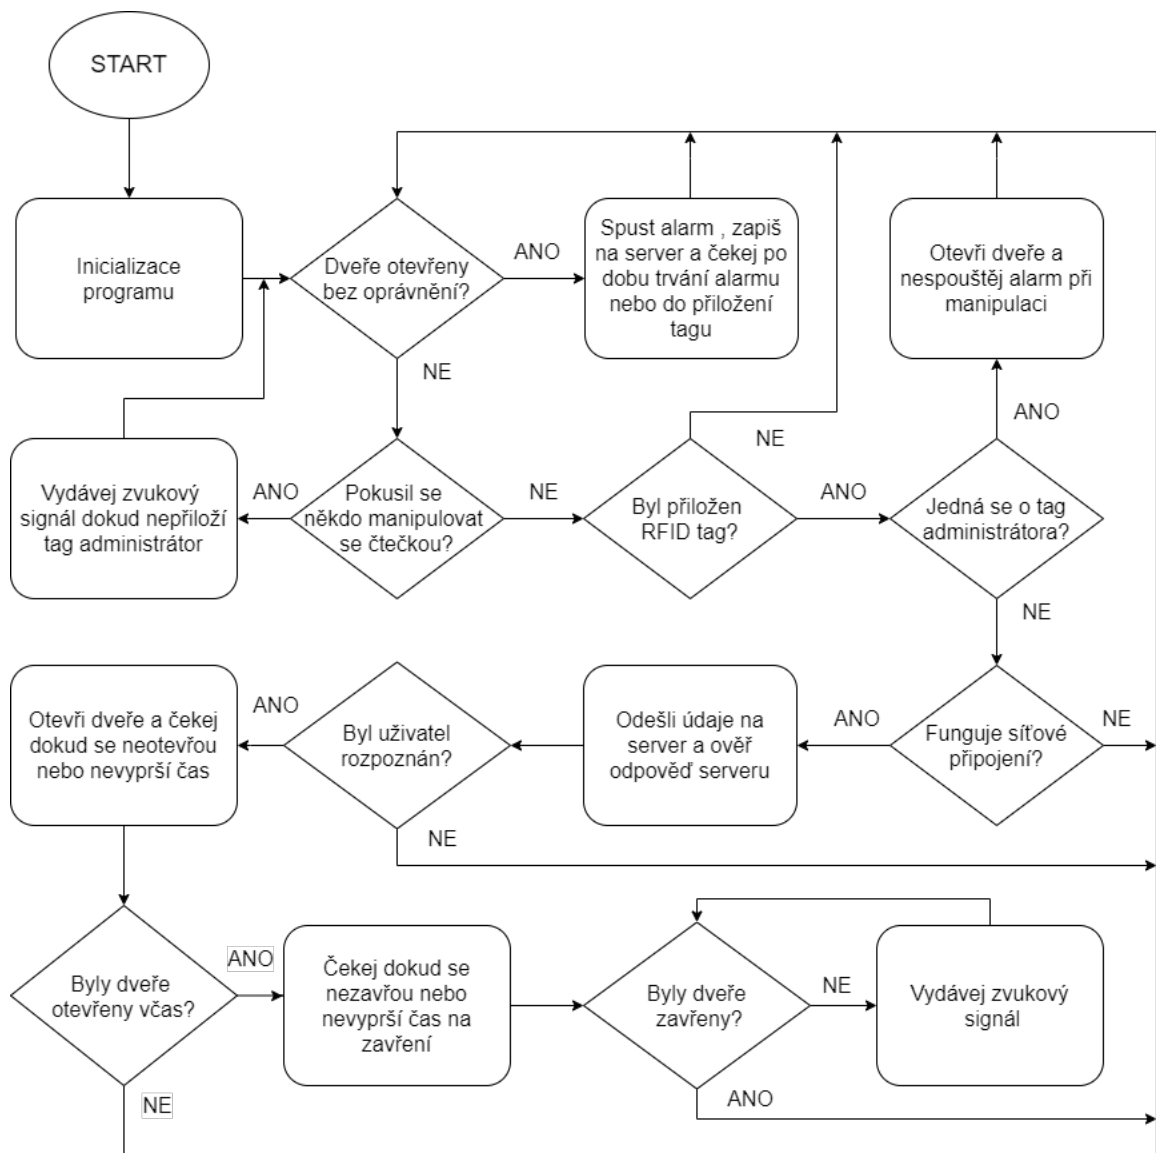 START
Inicializace
programu
Dveře otevřeny
bez oprávnění?
ANO
Spust alarm , zapiš
na server a čekej po
dobu trvání alarmu
nebo do přiložení
tagu
Otevři dveře a
nespouštěj alarm při
manipulaci
NE
ANO
NE
Vydávej zvukový
signál dokud nepřiloží
tag administrátor
ANO
Pokusil se
někdo manipulovat
se čtečkou?
NE
Byl přiložen
RFID tag?
ANO
Jedná se o tag
administrátora?
NE
Otevři dveře a čekej
dokud se neotevřou
nebo nevyprší čas
ANO
Byl uživatel
rozpoznán?
Odešli údaje na
server a ověř
odpověď serveru
ANO
Funguje síťové
připojení?
NE
NE
Byly dveře
otevřeny včas?
ANO
Čekej dokud se
nezavřou nebo
nevyprší čas na
zavření
Byly dveře
zavřeny?
NE
Vydávej zvukový
signál
NE
ANO